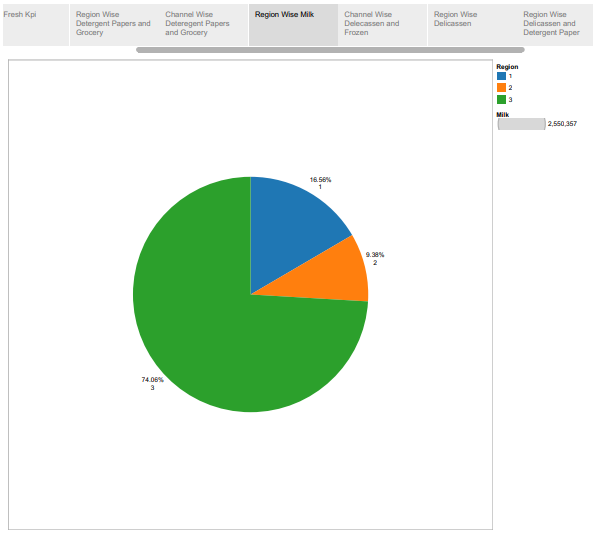 Fresh Kpi
Region Wise
Detergent Papers and
Grocery
Channel Wise
Deteregent Papers
and Grocery
Region Wise Milk
Channel Wise
Delecassen and
Frozen
Region Wise
Delicassen
Region Wise
Delicassen and
Detergent Paper
Region
1
2
3
Milk
2,550,357
16.56%
1
9.38%
2
74.06%
3